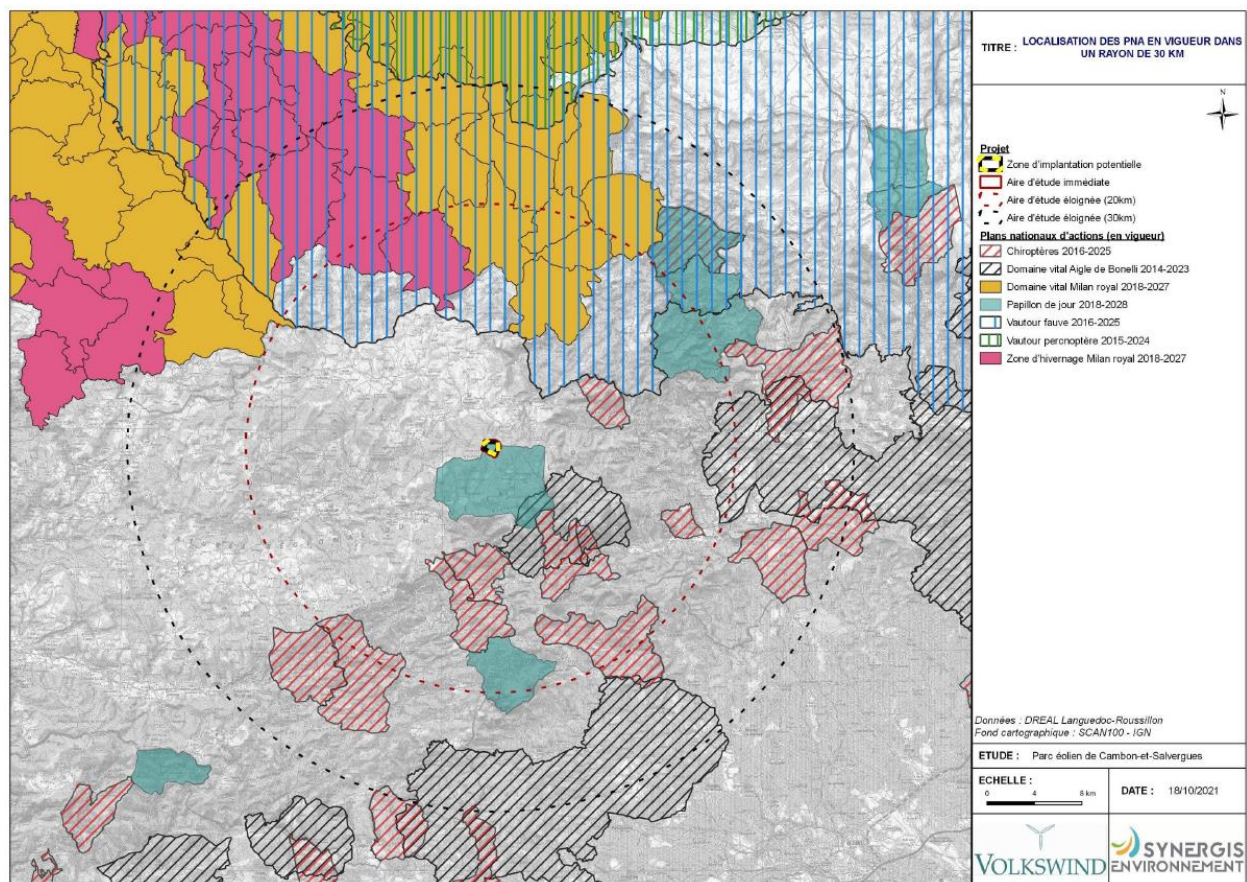 TITRE : LOCALISATION DES PNA EN VIGUEUR DANS
UN RAYON DE 30 KM
N
Projet
Zone d'implantation potentielle
Aire d'étude immédiate
Aire d'étude éloignée (20km)
Aire d'étude éloignée (30km)
Plans nationaux d'actions (en vigueur)
Chiroptères 2016-2025
Domaine vital Aigle de Bonelli 2014-2023
Domaine vital Milan royal 2018-2027
Papillon de jour 2018-2028
Vautour fauve 2016-2025
Vautour percnoptère 2015-2024
Zone d'hivernage Milan royal 2018-2027
Données : DREAL Languedoc-Roussillon
Fond cartographique : SCAN100 - IGN
ETUDE : Parc éolien de Cambon-et-Salvergues
ECHELLE :
0 4 8 km
DATE : 18/10/2021
VOLKSWIND
SYNERGIS
ENVIRONNEMENT